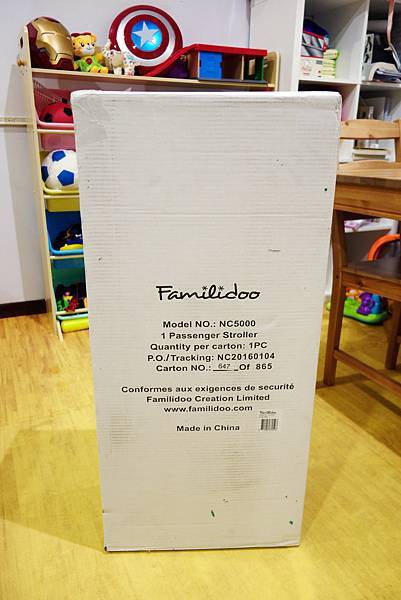 Familidoo
Model NO.: NC5000
1 Passenger Stroller
Quantity per carton: 1PC
P.O./Tracking: NC20160104
Carton NO.: 647 Of 865
Conformes aux exigences de securité
Familidoo Creation Limited
www.familidoo.com
Made in China